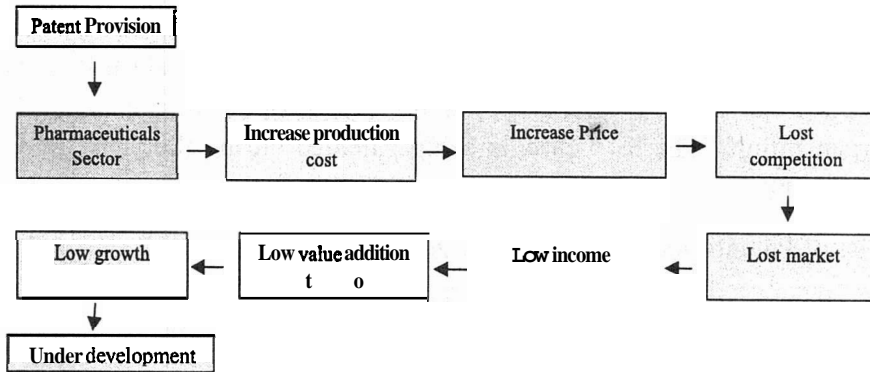 Patent Provision
Pharmaceuticals
Sector
Increase production
cost
Increase Price
Lost
competition
Lost market
Low income
Low value addition
t o
Low growth
Under development